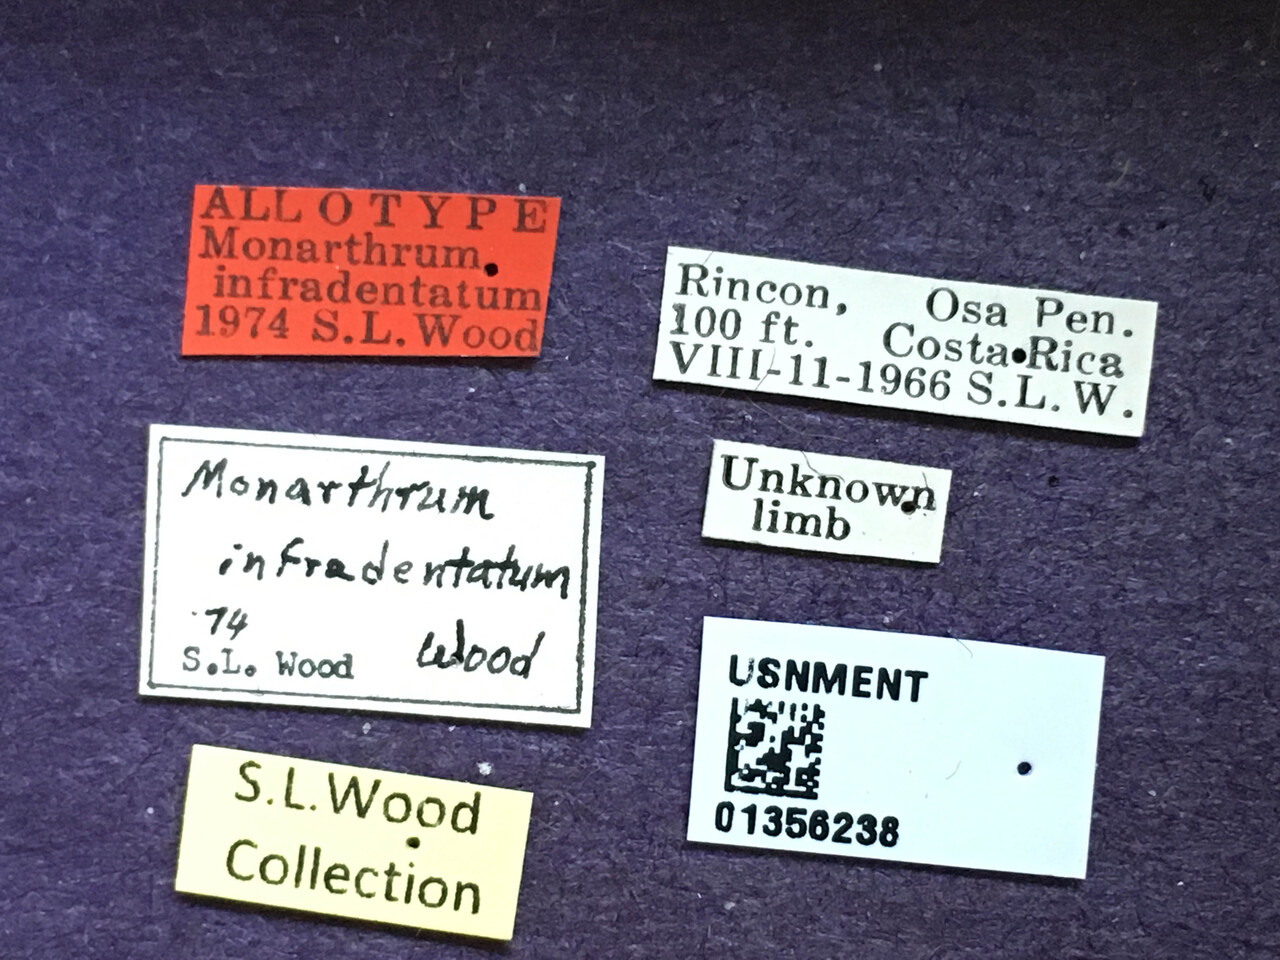 ALLOTYPE
Monarthrum
infradentatum
1974 S.L. Wood
Rincon, Osa Pen.
100 ft. Costa Rica
VIII-11-1966 S.L.W.
Monarthrum
infradentatum
'74 Wood
S.L. Wood
Unknown
limb
USNMENT
01356238
S.L.Wood
Collection